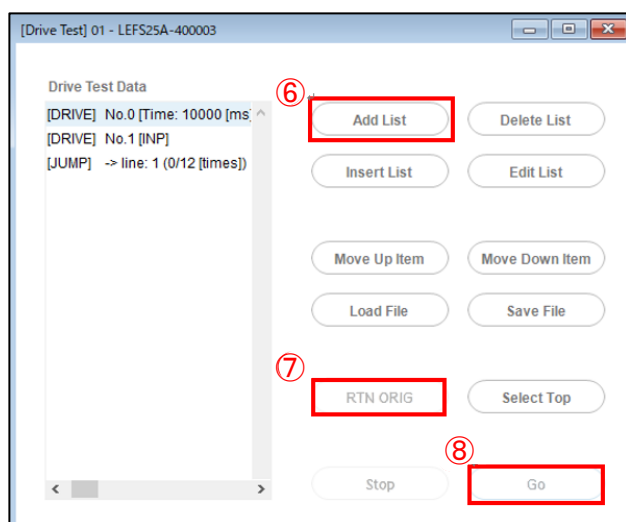 [Drive Test] 01 - LEFS25A-400003
Drive Test Data
[DRIVE] No.0 [Time: 10000 [ms]
[DRIVE] No.1 [INP]
[JUMP] -> line: 1 (0/12 [times])
⑥
Add List
Delete List
Insert List
Edit List
Move Up Item
Move Down Item
Load File
Save File
⑦
RTN ORIG
Select Top
⑧
Stop
Go